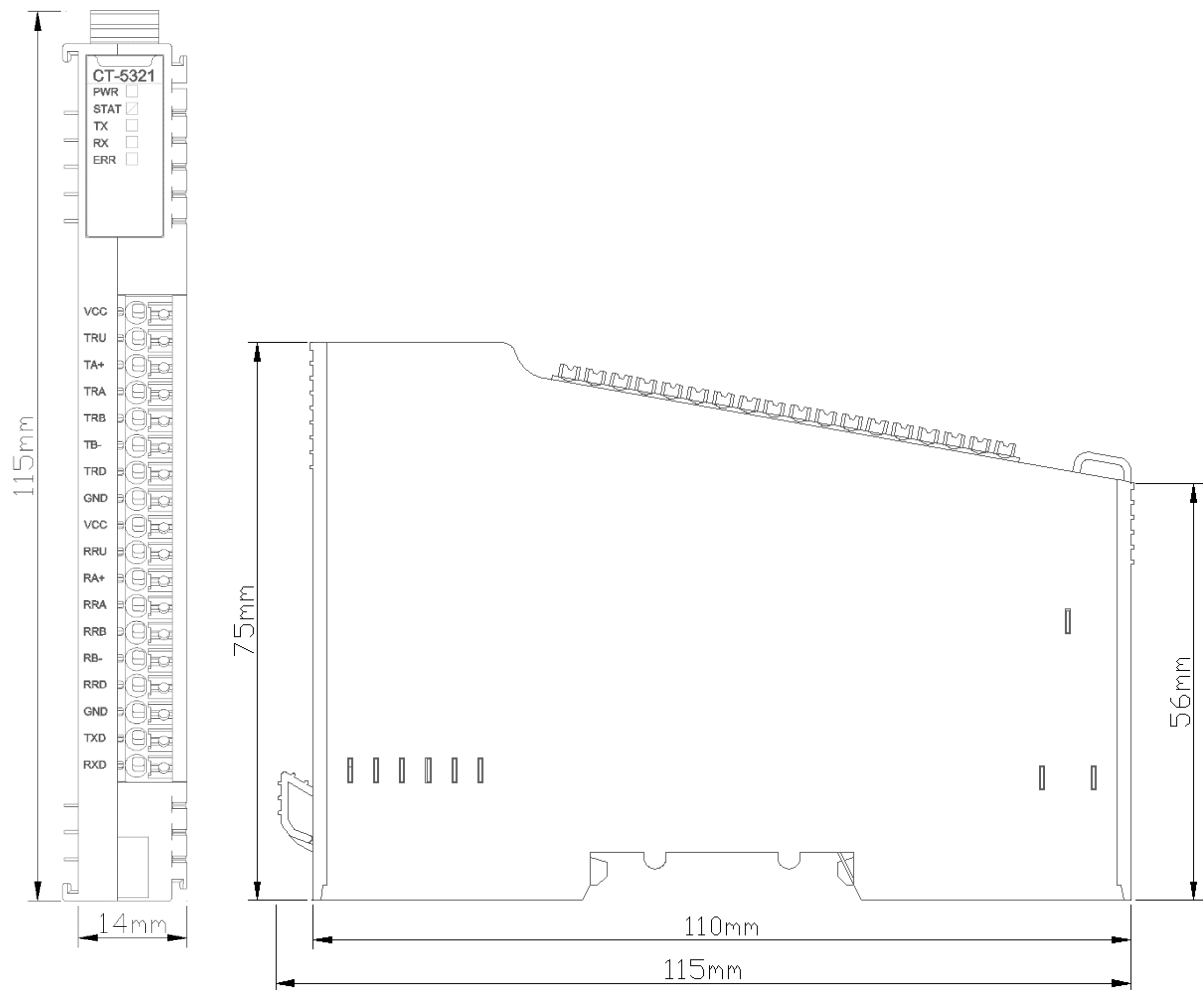 CT-5321
PWR
STAT
TX
RX
ERR
VCC
TRU
TA+
TRA
TRB
TB-
TRD
GND
VCC
RRU
RA+
RRA
RRB
RB-
RRD
GND
TXD
RXD
115mm
14mm
75mm
56mm
110mm
115mm